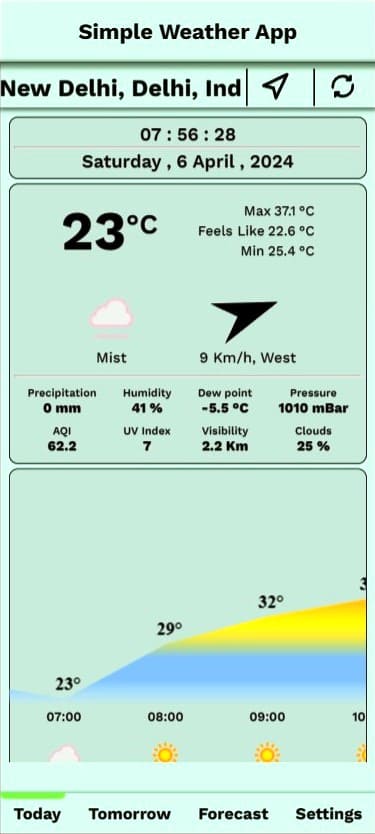 Simple Weather App
New Delhi, Delhi, Ind
07 : 56 : 28
Saturday , 6 April , 2024
23°C
Max 37.1 °C
Feels Like 22.6 °C
Min 25.4 °C
Mist
9 Km/h, West
Precipitation Humidity Dew point Pressure
0 mm 41 % -5.5 °C 1010 mBar
AQI UV Index Visibility Clouds
62.2 7 2.2 Km 25 %
23° 29° 32° 3
07:00 08:00 09:00 10
Today Tomorrow Forecast Settings